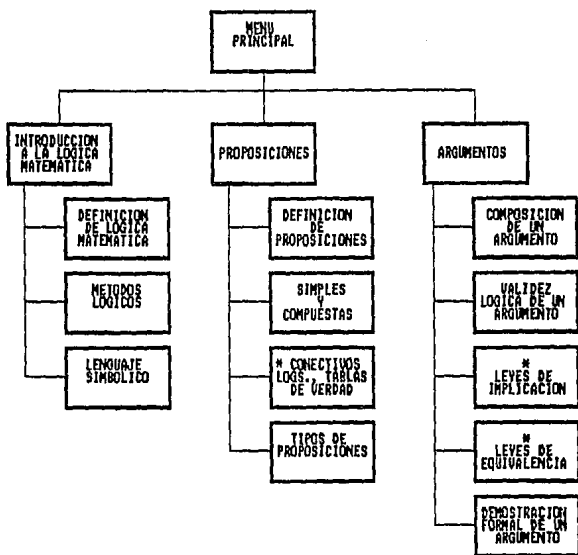 MENU
PRINCIPAL
INTRODUCCION
A LA LOGICA
MATEMATICA
DEFINICION
DE LOGICA
MATEMATICA
METODOS
LOGICOS
LENGUAJE
SIMBOLICO
PROPOSICIONES
DEFINICION
DE
PROPOSICIONES
SIMPLES
Y
COMPUESTAS
* CONECTIVOS
LOGS., TABLAS
DE VERDAD
TIPOS DE
PROPOSICIONES
ARGUMENTOS
COMPOSICION
DE UN
ARGUMENTO
VALIDEZ
LOGICA DE UN
ARGUMENTO
*
LEYES DE
IMPLICACION
*
LEYES DE
EQUIVALENCIA
DEMOSTRACION
FORMAL DE UN
ARGUMENTO